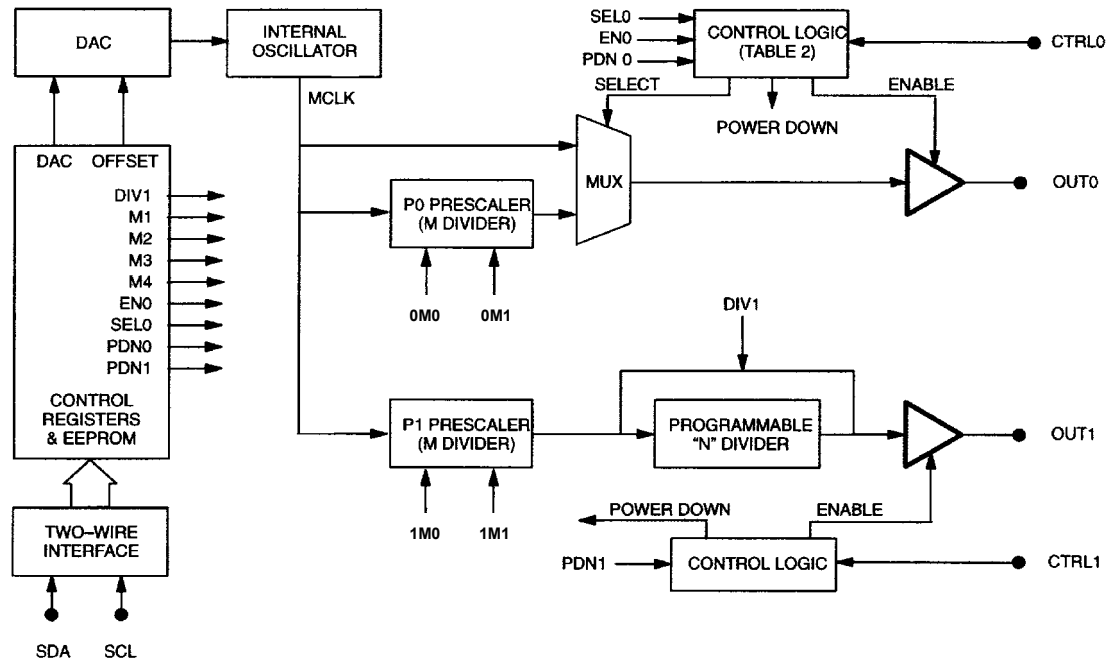 DAC
INTERNAL
OSCILLATOR
MCLK
SEL0
EN0
PDN 0
CONTROL LOGIC
(TABLE 2)
CTRL0
SELECT
ENABLE
POWER DOWN
DAC OFFSET
DIV1
M1
M2
M3
M4
EN0
SEL0
PDN0
PDN1
CONTROL
REGISTERS
& EEPROM
P0 PRESCALER
(M DIVIDER)
MUX
OUT0
0M0 0M1
DIV1
P1 PRESCALER
(M DIVIDER)
PROGRAMMABLE
“N” DIVIDER
OUT1
1M0 1M1
POWER DOWN
ENABLE
PDN1
CONTROL LOGIC
CTRL1
TWO–WIRE
INTERFACE
SDA SCL